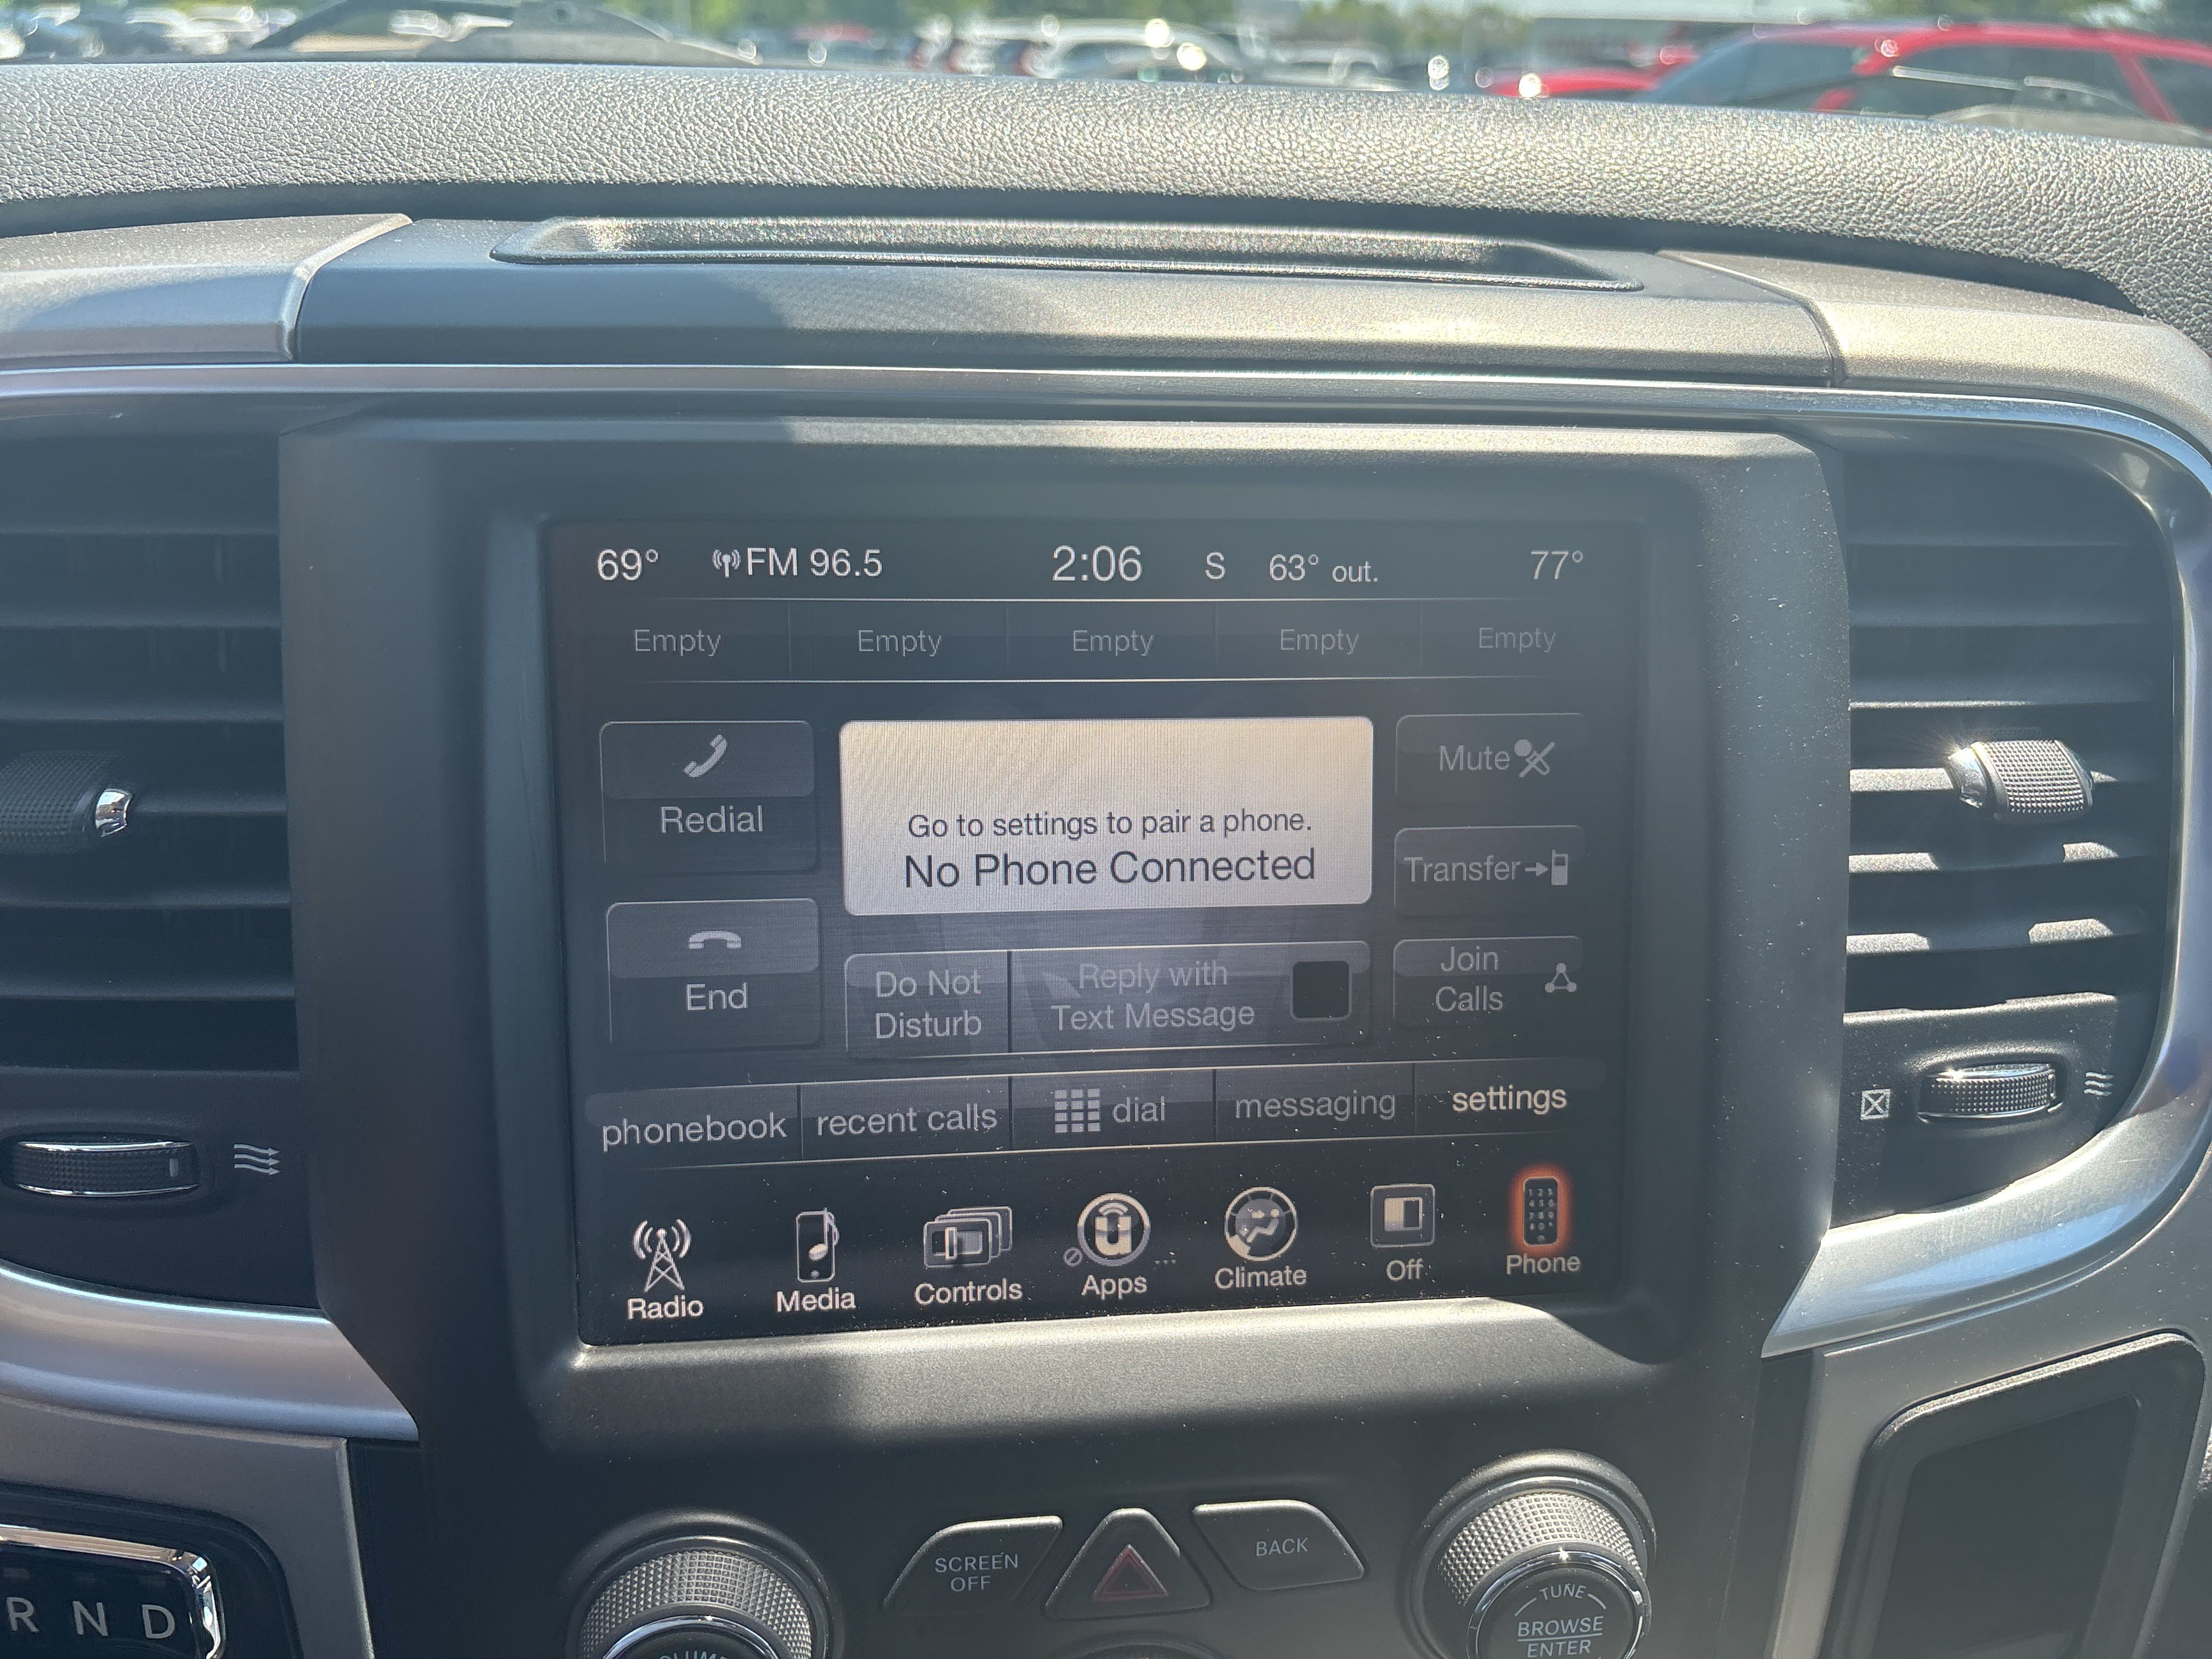 69° FM 96.5 2:06 S 63° out. 77°
Empty Empty Empty Empty Empty
Redial
Go to settings to pair a phone.
No Phone Connected
Mute
Transfer
End
Do Not
Disturb
Reply with
Text Message
Join
Calls
phonebook recent calls dial messaging settings
Radio Media Controls Apps ... Climate Off Phone
SCREEN
OFF
BACK
TUNE
BROWSE
ENTER
R N D